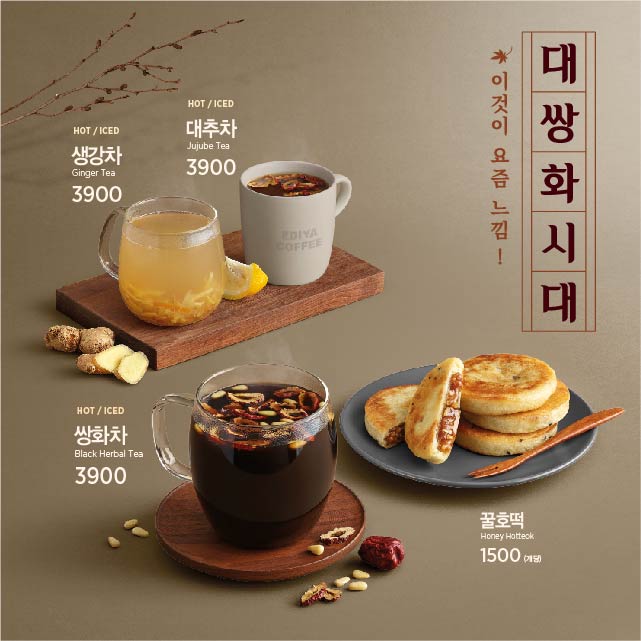 대쌍화시대
이것이 요즘 느낌!
HOT / ICED
대추차
Jujube Tea
3900
HOT / ICED
생강차
Ginger Tea
3900
EDIYA
COFFEE
HOT / ICED
쌍화차
Black Herbal Tea
3900
꿀호떡
Honey Hotteok
1500 (개당)